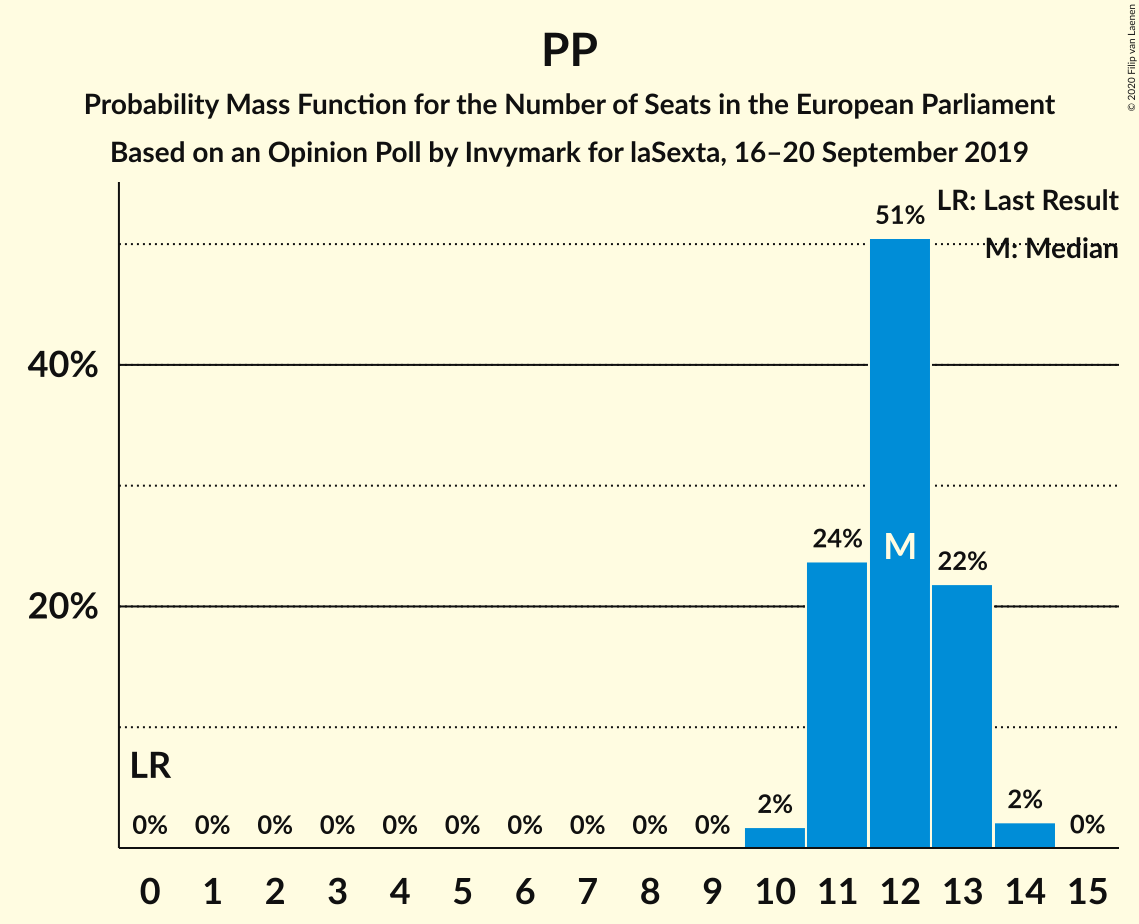 PP
Probability Mass Function for the Number of Seats in the European Parliament
Based on an Opinion Poll by Invymark for laSexta, 16–20 September 2019
© 2020 Filip van Laenen
LR: Last Result
M: Median
51%
40%
24%
M
22%
20%
LR
0% 0% 0% 0% 0% 0% 0% 0% 0% 0% 2% 2% 0%
0 1 2 3 4 5 6 7 8 9 10 11 12 13 14 15